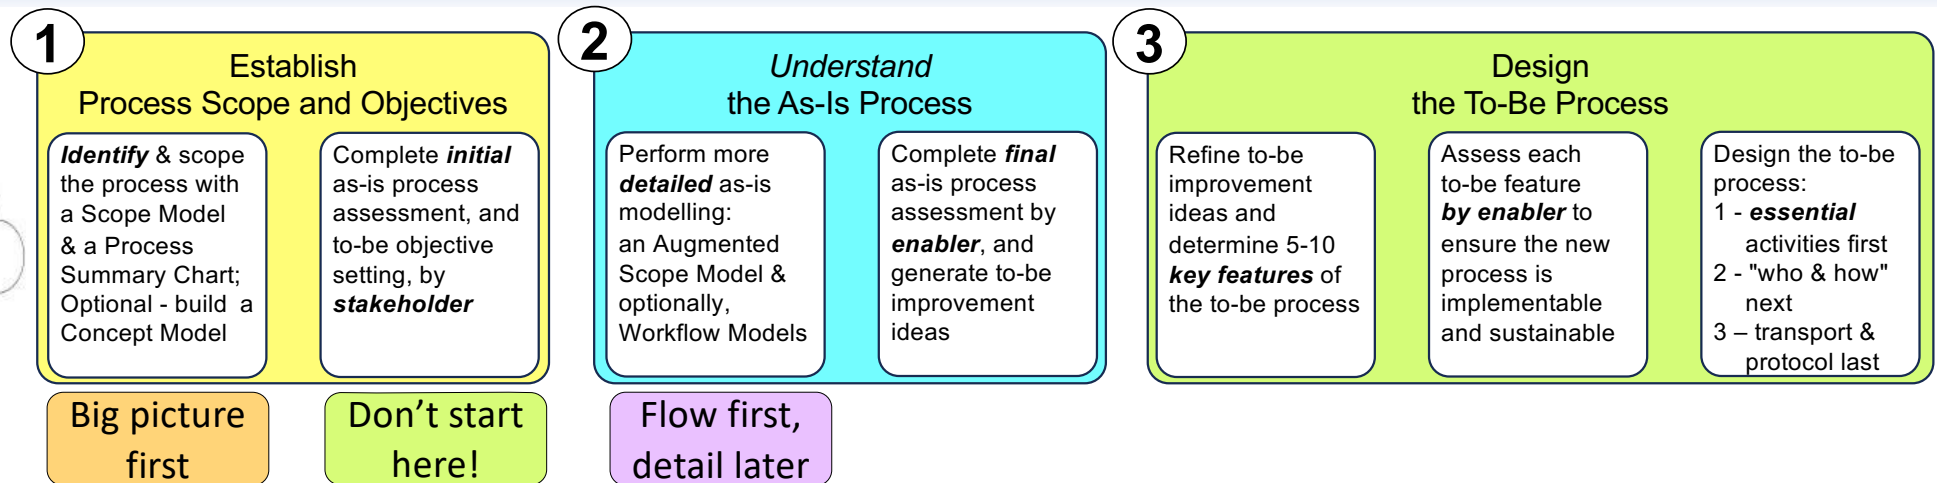 1
Establish
Process Scope and Objectives
Identify & scope
the process with
a Scope Model
& a Process
Summary Chart;
Optional - build a
Concept Model
Complete initial
as-is process
assessment, and
to-be objective
setting, by
stakeholder
Big picture
first
Don’t start
here!
2
Understand
the As-Is Process
Perform more
detailed as-is
modelling:
an Augmented
Scope Model &
optionally,
Workflow Models
Complete final
as-is process
assessment by
enabler, and
generate to-be
improvement
ideas
Flow first,
detail later
3
Design
the To-Be Process
Refine to-be
improvement
ideas and
determine 5-10
key features of
the to-be process
Assess each
to-be feature
by enabler to
ensure the new
process is
implementable
and sustainable
Design the to-be
process:
1 - essential
activities first
2 - "who & how"
next
3 – transport &
protocol last